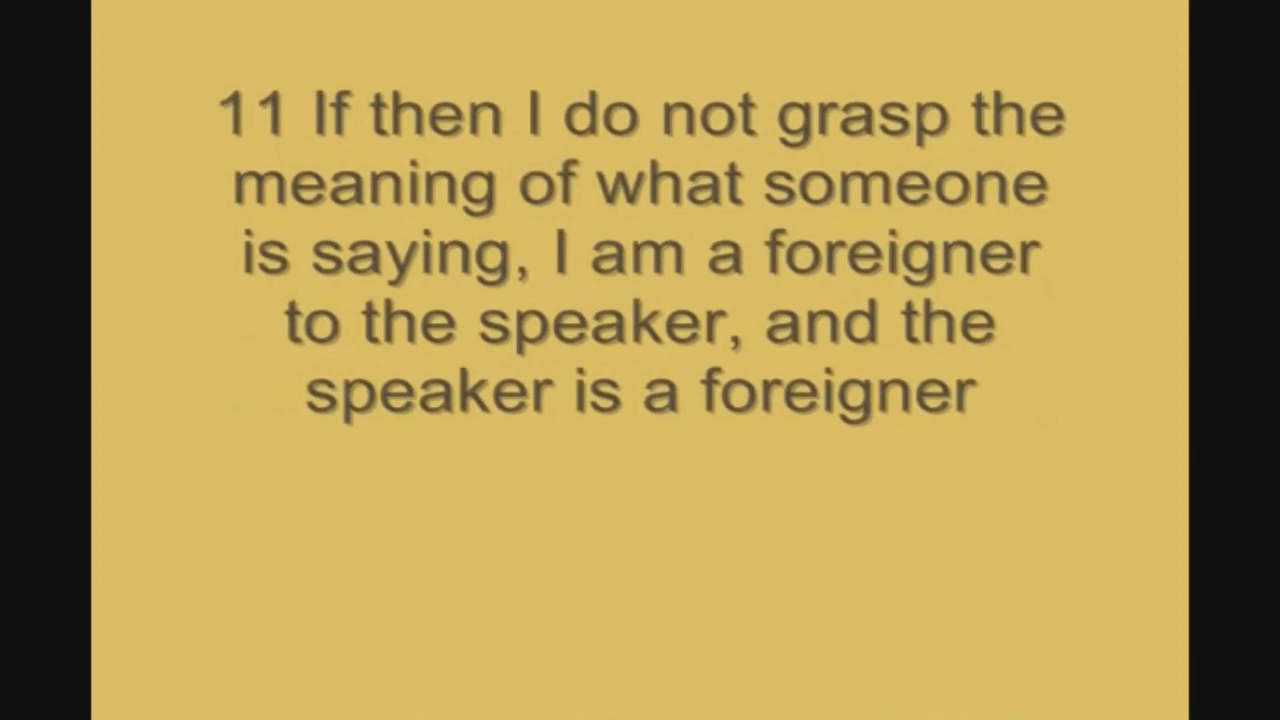 11 If then I do not grasp the
meaning of what someone
is saying, I am a foreigner
to the speaker, and the
speaker is a foreigner